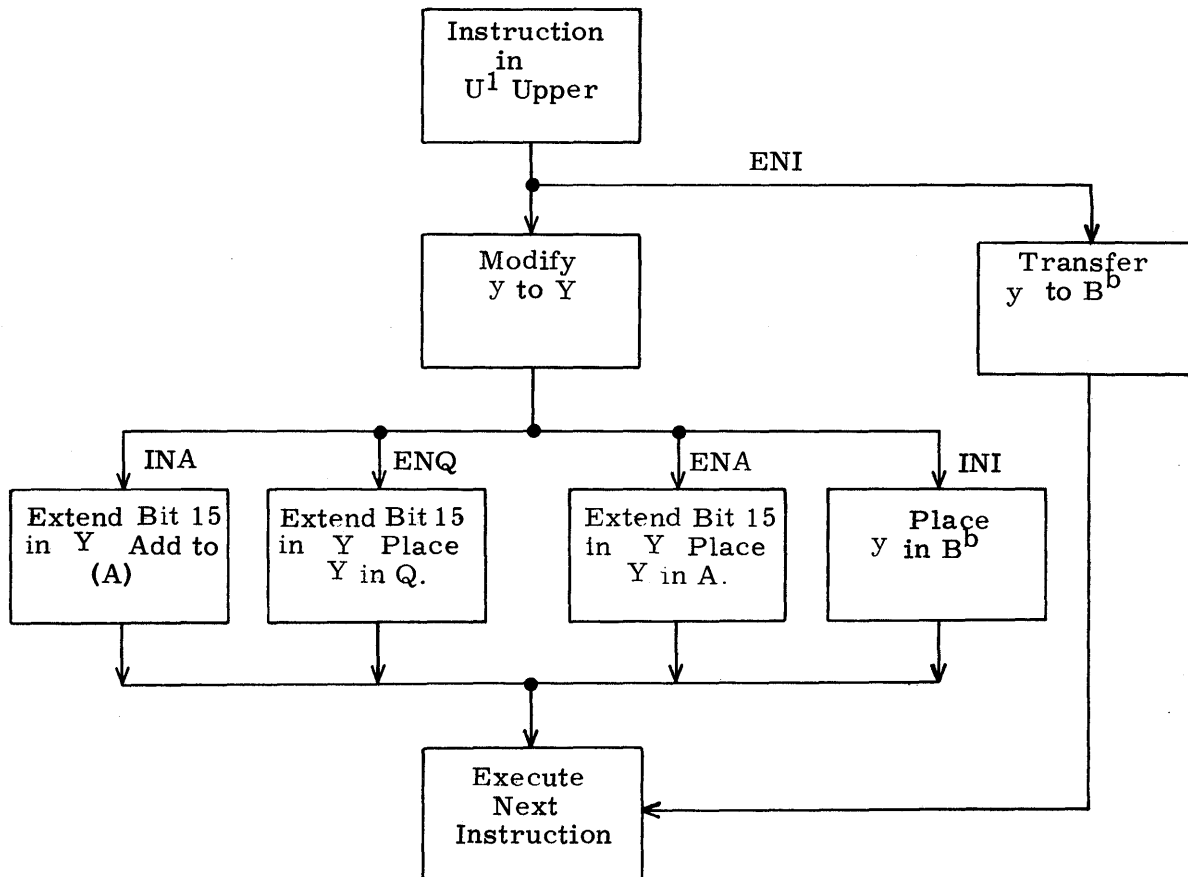 Instruction
in
U¹ Upper
ENI
Modify
y to Y
Transfer
y to Bᵇ
INA
ENQ
ENA
INI
Extend Bit 15
in Y Add to
(A)
Extend Bit 15
in Y Place
Y in Q.
Extend Bit 15
in Y Place
Y in A.
Place
y in Bᵇ
Execute
Next
Instruction